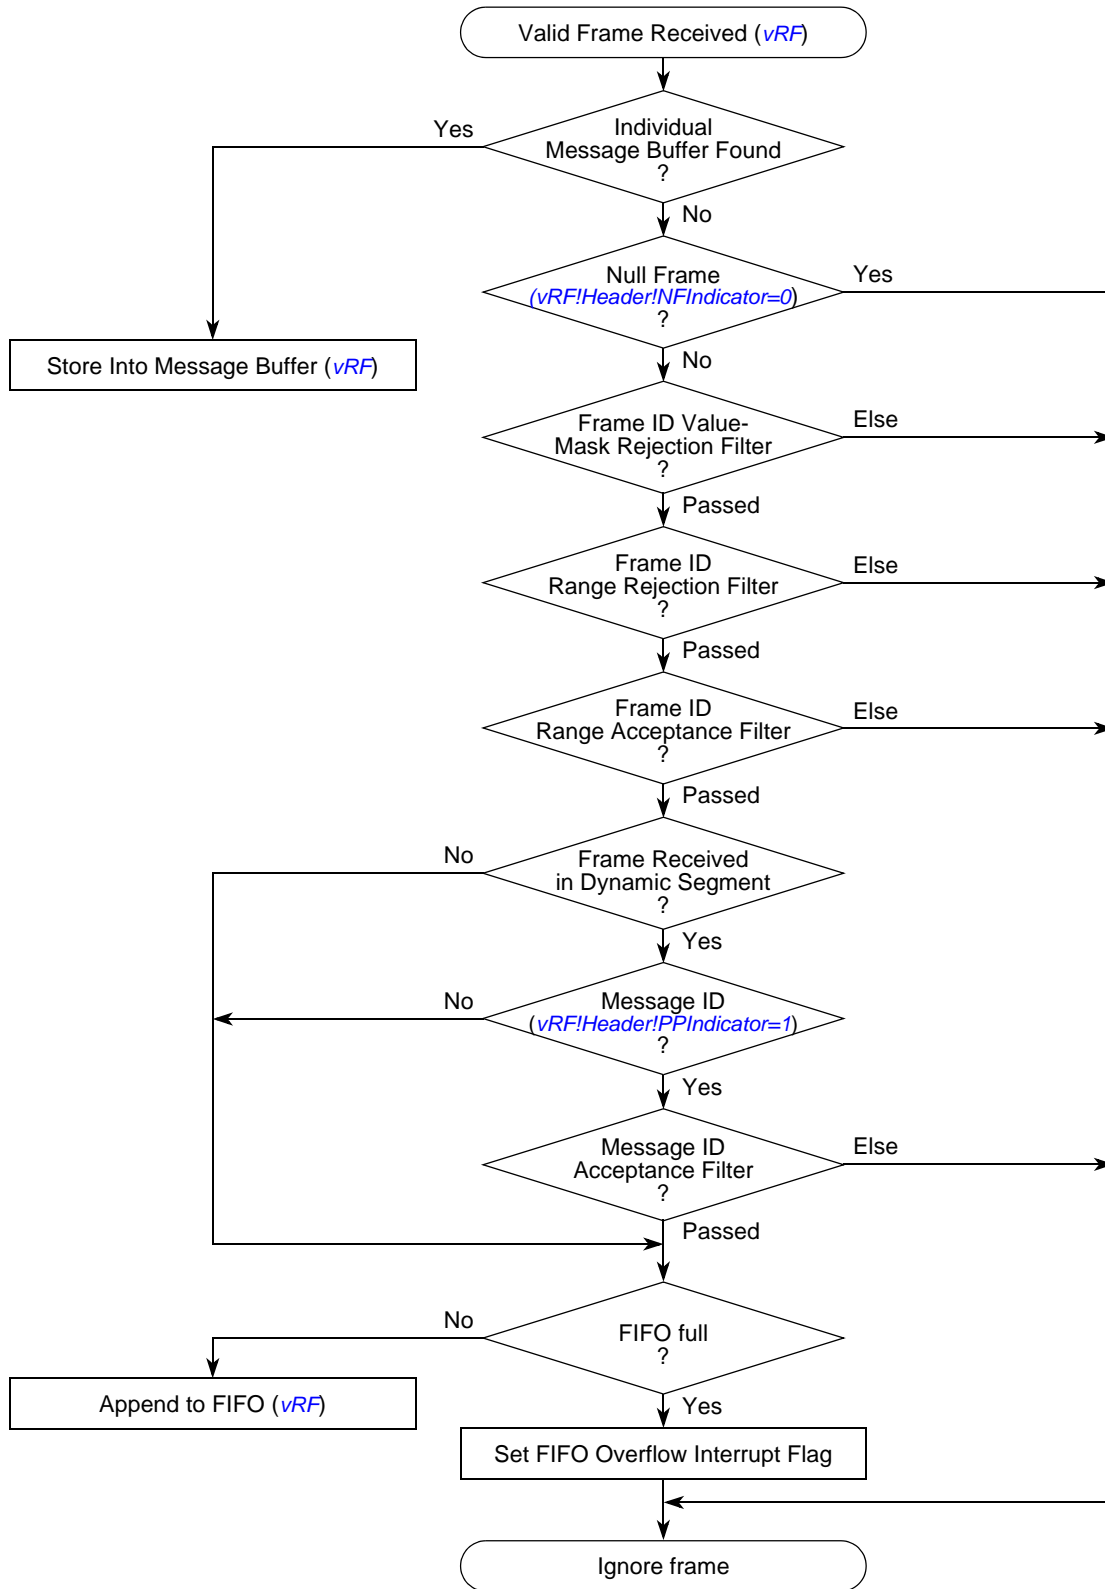 Valid Frame Received (vRF)
Yes
Individual
Message Buffer Found
?
No
Null Frame
(vRF!Header!NFIndicator=0)
?
Yes
Store Into Message Buffer (vRF)
No
Frame ID Value-
Mask Rejection Filter
?
Else
Passed
Frame ID
Range Rejection Filter
?
Else
Passed
Frame ID
Range Acceptance Filter
?
Else
Passed
No
Frame Received
in Dynamic Segment
?
Yes
No
Message ID
(vRF!Header!PPIndicator=1)
?
Yes
Message ID
Acceptance Filter
?
Else
Passed
No
FIFO full
?
Append to FIFO (vRF)
Yes
Set FIFO Overflow Interrupt Flag
Ignore frame